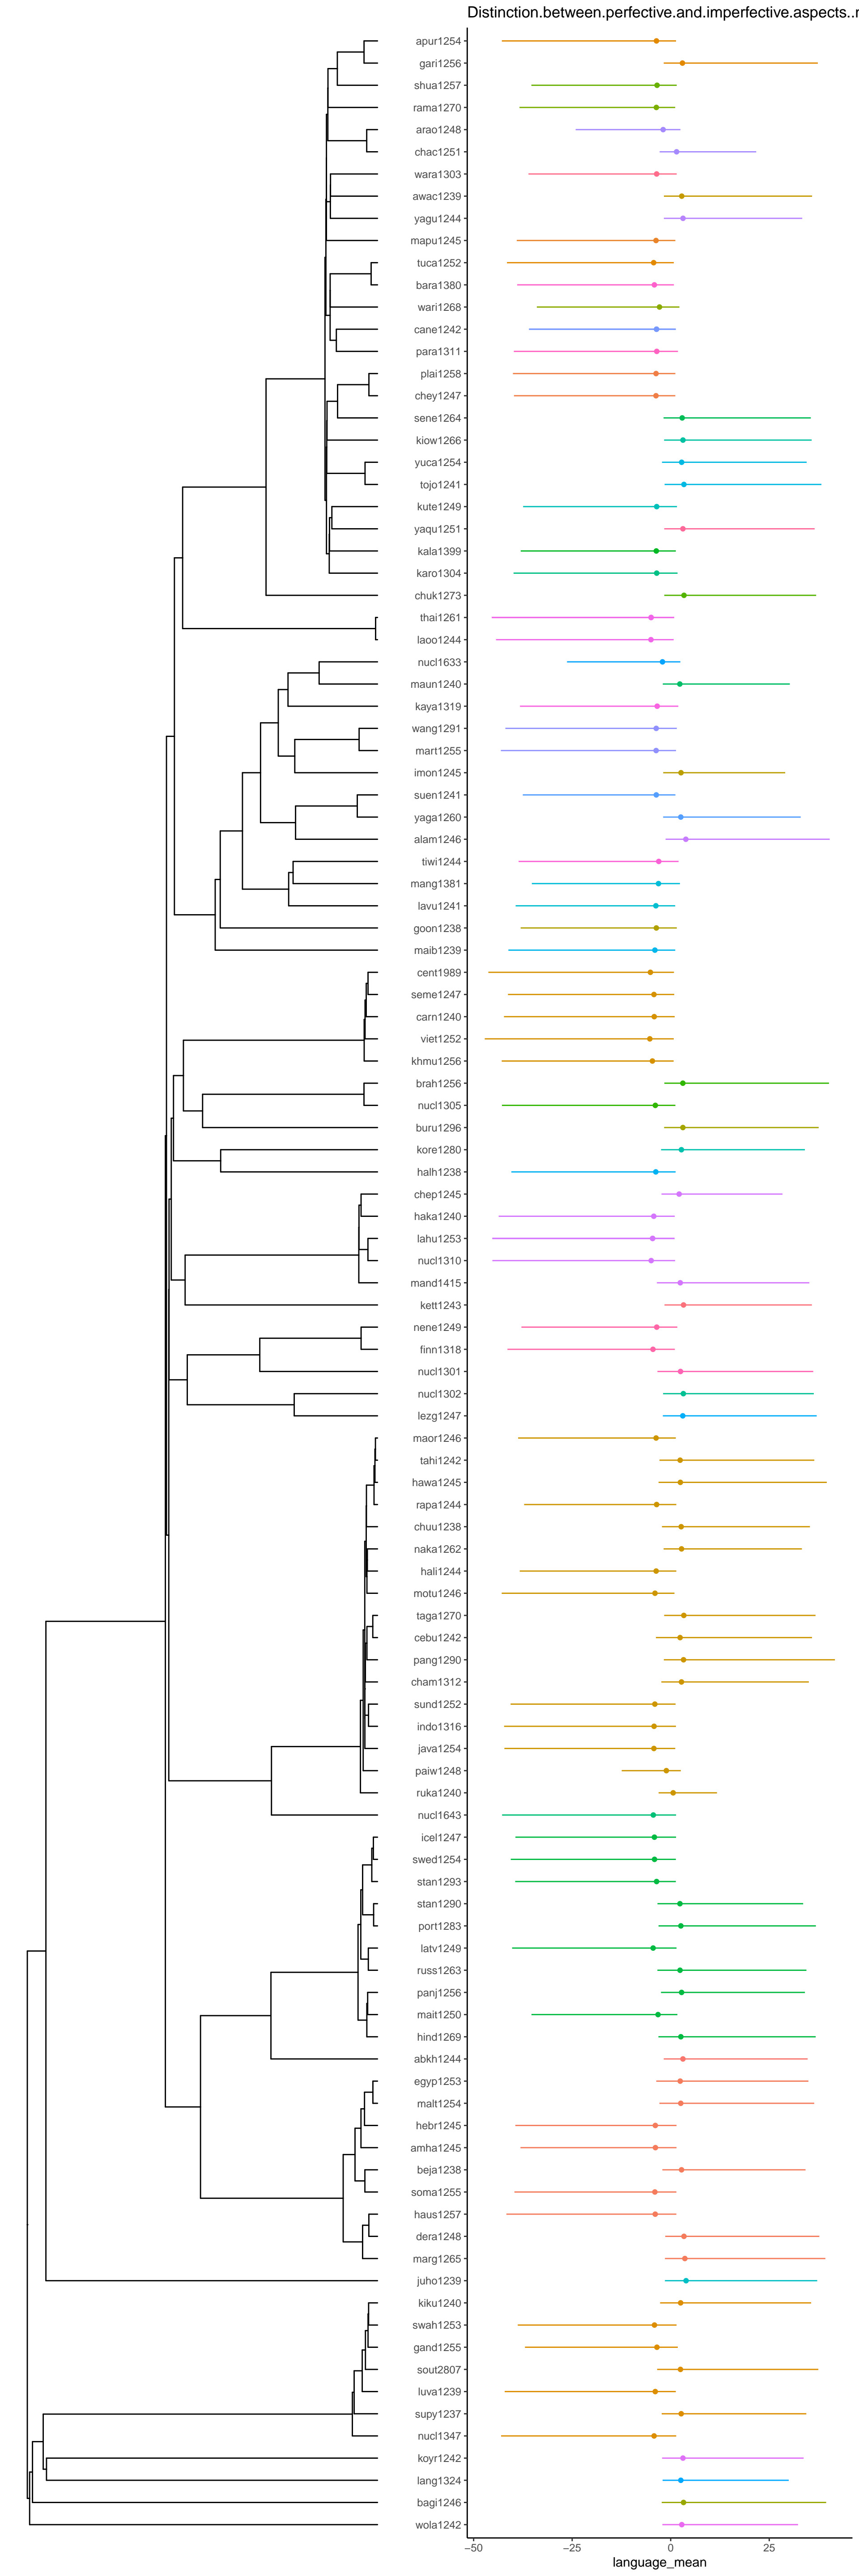 Distinction.between.perfective.and.imperfective.aspects..r
apur1254
gari1256
shua1257
rama1270
arao1248
chac1251
wara1303
awac1239
yagu1244
mapu1245
tuca1252
bara1380
wari1268
cane1242
para1311
plai1258
chey1247
sene1264
kiow1266
yuca1254
tojo1241
kute1249
yaqu1251
kala1399
karo1304
chuk1273
thai1261
laoo1244
nucl1633
maun1240
kaya1319
wang1291
mart1255
imon1245
suen1241
yaga1260
alam1246
tiwi1244
mang1381
lavu1241
goon1238
maib1239
cent1989
seme1247
carn1240
viet1252
khmu1256
brah1256
nucl1305
buru1296
kore1280
halh1238
chep1245
haka1240
lahu1253
nucl1310
mand1415
kett1243
nene1249
finn1318
nucl1301
nucl1302
lezg1247
maor1246
tahi1242
hawa1245
rapa1244
chuu1238
naka1262
hali1244
motu1246
taga1270
cebu1242
pang1290
cham1312
sund1252
indo1316
java1254
paiw1248
ruka1240
nucl1643
icel1247
swed1254
stan1293
stan1290
port1283
latv1249
russ1263
panj1256
mait1250
hind1269
abkh1244
egyp1253
malt1254
hebr1245
amha1245
beja1238
soma1255
haus1257
dera1248
marg1265
juho1239
kiku1240
swah1253
gand1255
sout2807
luva1239
supy1237
nucl1347
koyr1242
lang1324
bagi1246
wola1242
−50 −25 0 25
language_mean